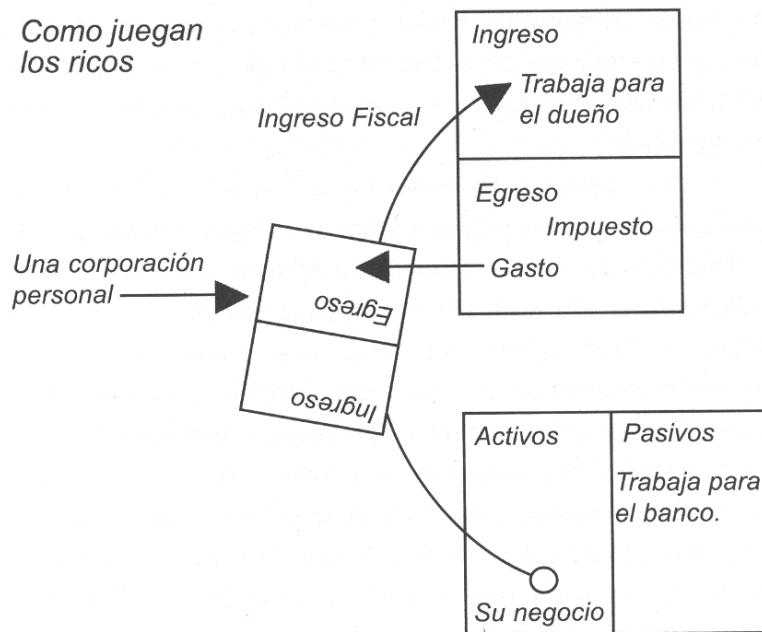 Como juegan
los ricos
Ingreso
Trabaja para
el dueño
Ingreso Fiscal
Egreso
Impuesto
Gasto
Una corporación
personal
Egreso
Ingreso
Activos
Pasivos
Trabaja para
el banco.
Su negocio